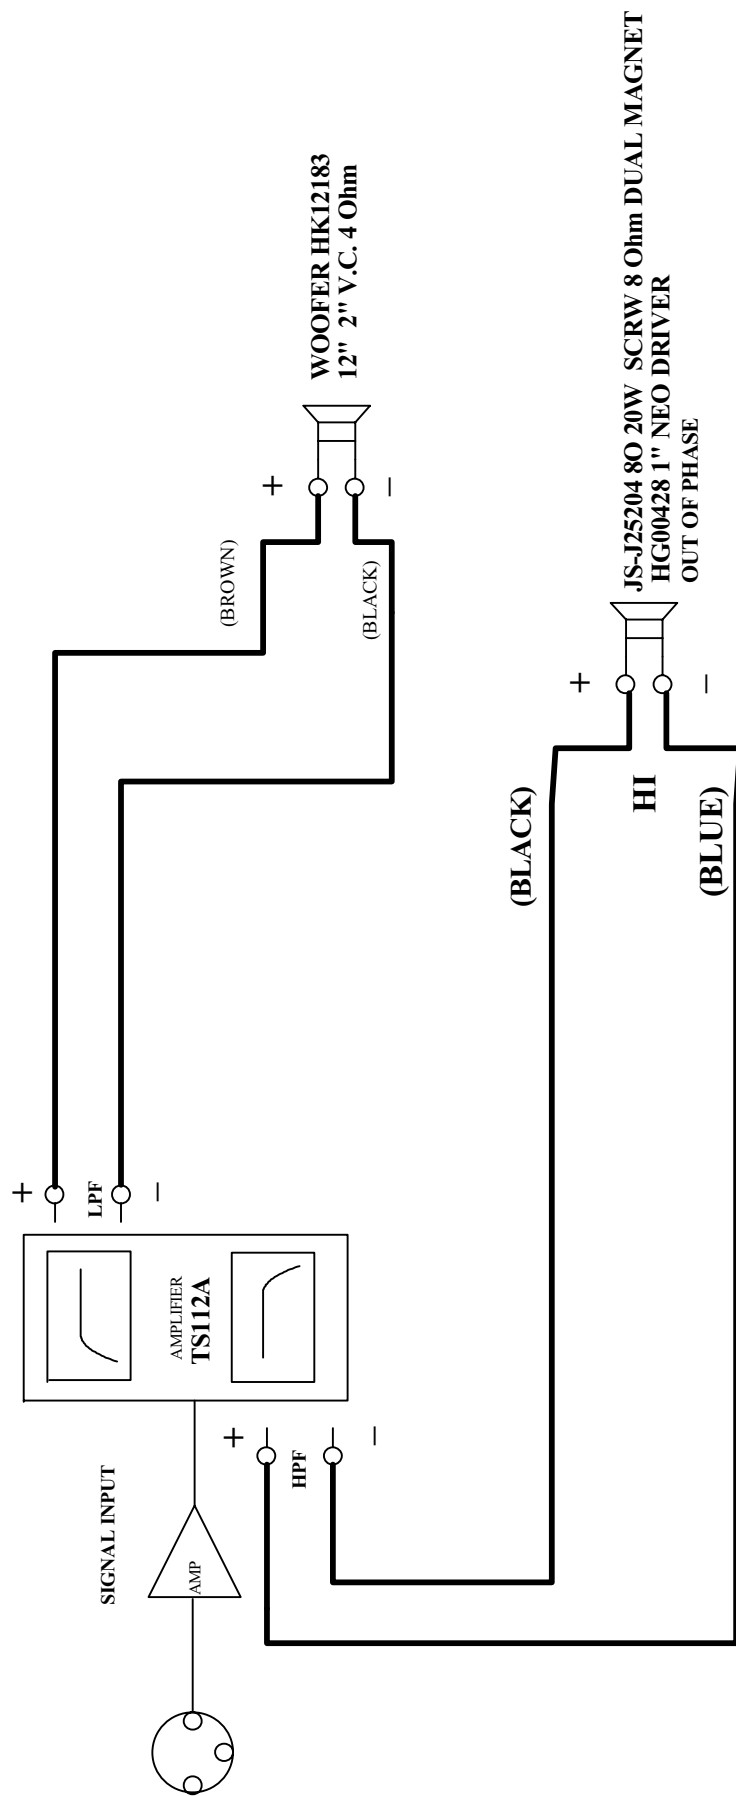 WOOFER HK12183
12" 2" V.C. 4 Ohm
JS-J25204 8O 20W SCRW 8 Ohm DUAL MAGNET
HG00428 1" NEO DRIVER
OUT OF PHASE
+
(BROWN)
−
(BLACK)
+
HI
−
(BLACK)
(BLUE)
+
LPF
−
AMPLIFIER
TS112A
+
HPF
−
SIGNAL INPUT
AMP